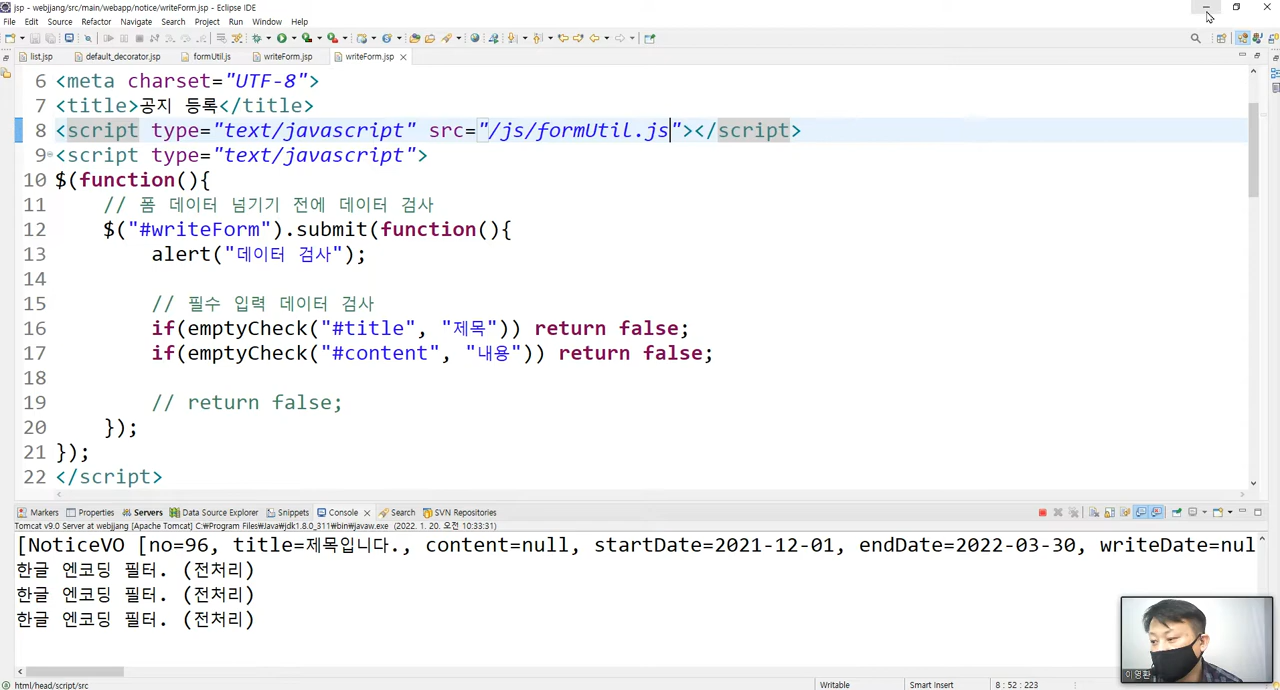 jsp - webjjang/src/main/webapp/notice/writeForm.jsp - Eclipse IDE
File Edit Source Refactor Navigate Search Project Run Window Help
list.jsp default_decorator.jsp formUtil.js writeForm.jsp writeForm.jsp
6 <meta charset="UTF-8">
7 <title>공지 등록</title>
8 <script type="text/javascript" src="/js/formUtil.js"></script>
9 <script type="text/javascript">
10 $(function(){
11 // 폼 데이터 넘기기 전에 데이터 검사
12 $("#writeForm").submit(function(){
13 alert("데이터 검사");
14
15 // 필수 입력 데이터 검사
16 if(emptyCheck("#title", "제목")) return false;
17 if(emptyCheck("#content", "내용")) return false;
18
19 // return false;
20 });
21 });
22 </script>
Markers Properties Servers Data Source Explorer Snippets Console Search SVN Repositories
Tomcat v9.0 Server at webjjang [Apache Tomcat] C:₩Program Files₩Java₩jdk1.8.0_311₩bin₩javaw.exe (2022. 1. 20. 오전 10:33:31)
[NoticeVO [no=96, title=제목입니다., content=null, startDate=2021-12-01, endDate=2022-03-30, writeDate=nul
한글 엔코딩 필터. (전처리)
한글 엔코딩 필터. (전처리)
한글 엔코딩 필터. (전처리)
이영환
html/head/script/src Writable Smart Insert 8 : 52 : 223